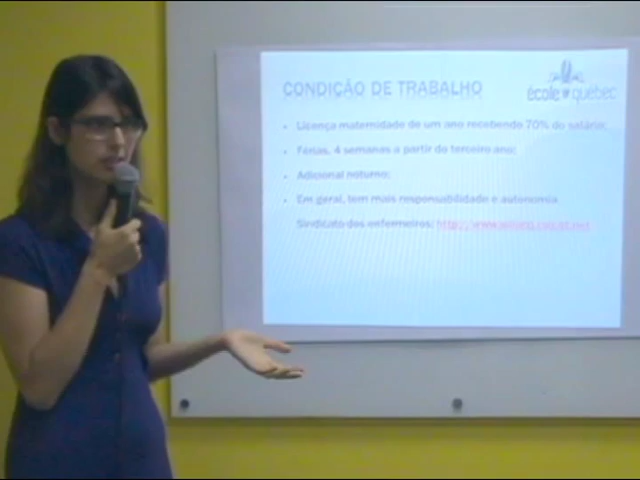 CONDIÇÃO DE TRABALHO
école québec
Licença maternidade de um ano recebendo 70% do salário;
Férias, 4 semanas a partir do terceiro ano;
Adicional noturno;
Em geral, tem mais responsabilidade e autonomia
Sindicato dos enfermeiros: